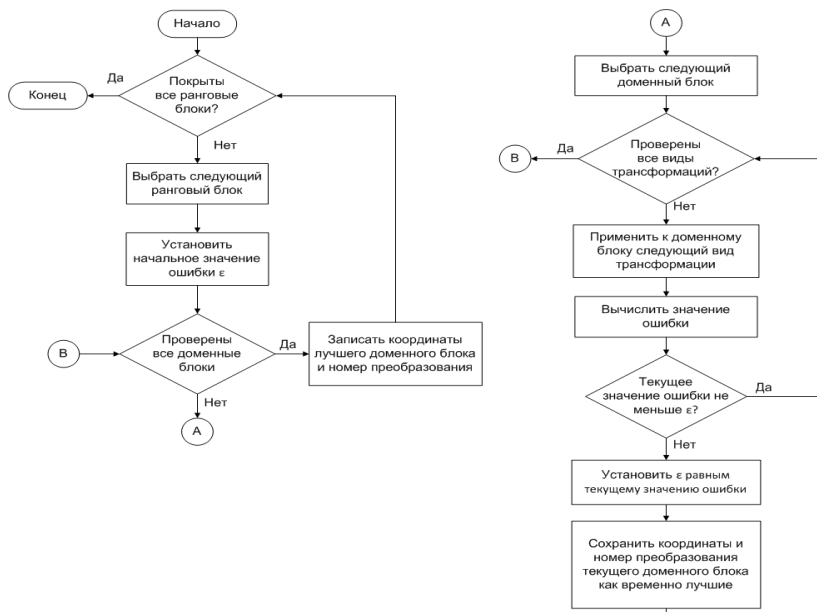 Начало
Покрыты
все ранговые
блоки?
Да
Конец
Нет
Выбрать следующий
ранговый блок
Установить
начальное значение
ошибки ε
B
Проверены
все доменные
блоки
Да
Записать координаты
лучшего доменного блока
и номер преобразования
Нет
A
A
Выбрать следующий
доменный блок
Проверены
все виды
трансформаций?
Да
B
Нет
Применить к доменному
блоку следующий вид
трансформации
Вычислить значение
ошибки
Текущее
значение ошибки не
меньше ε?
Да
Нет
Установить ε равным
текущему значению ошибки
Сохранить координаты и
номер преобразования
текущего доменного блока
как временно лучшие